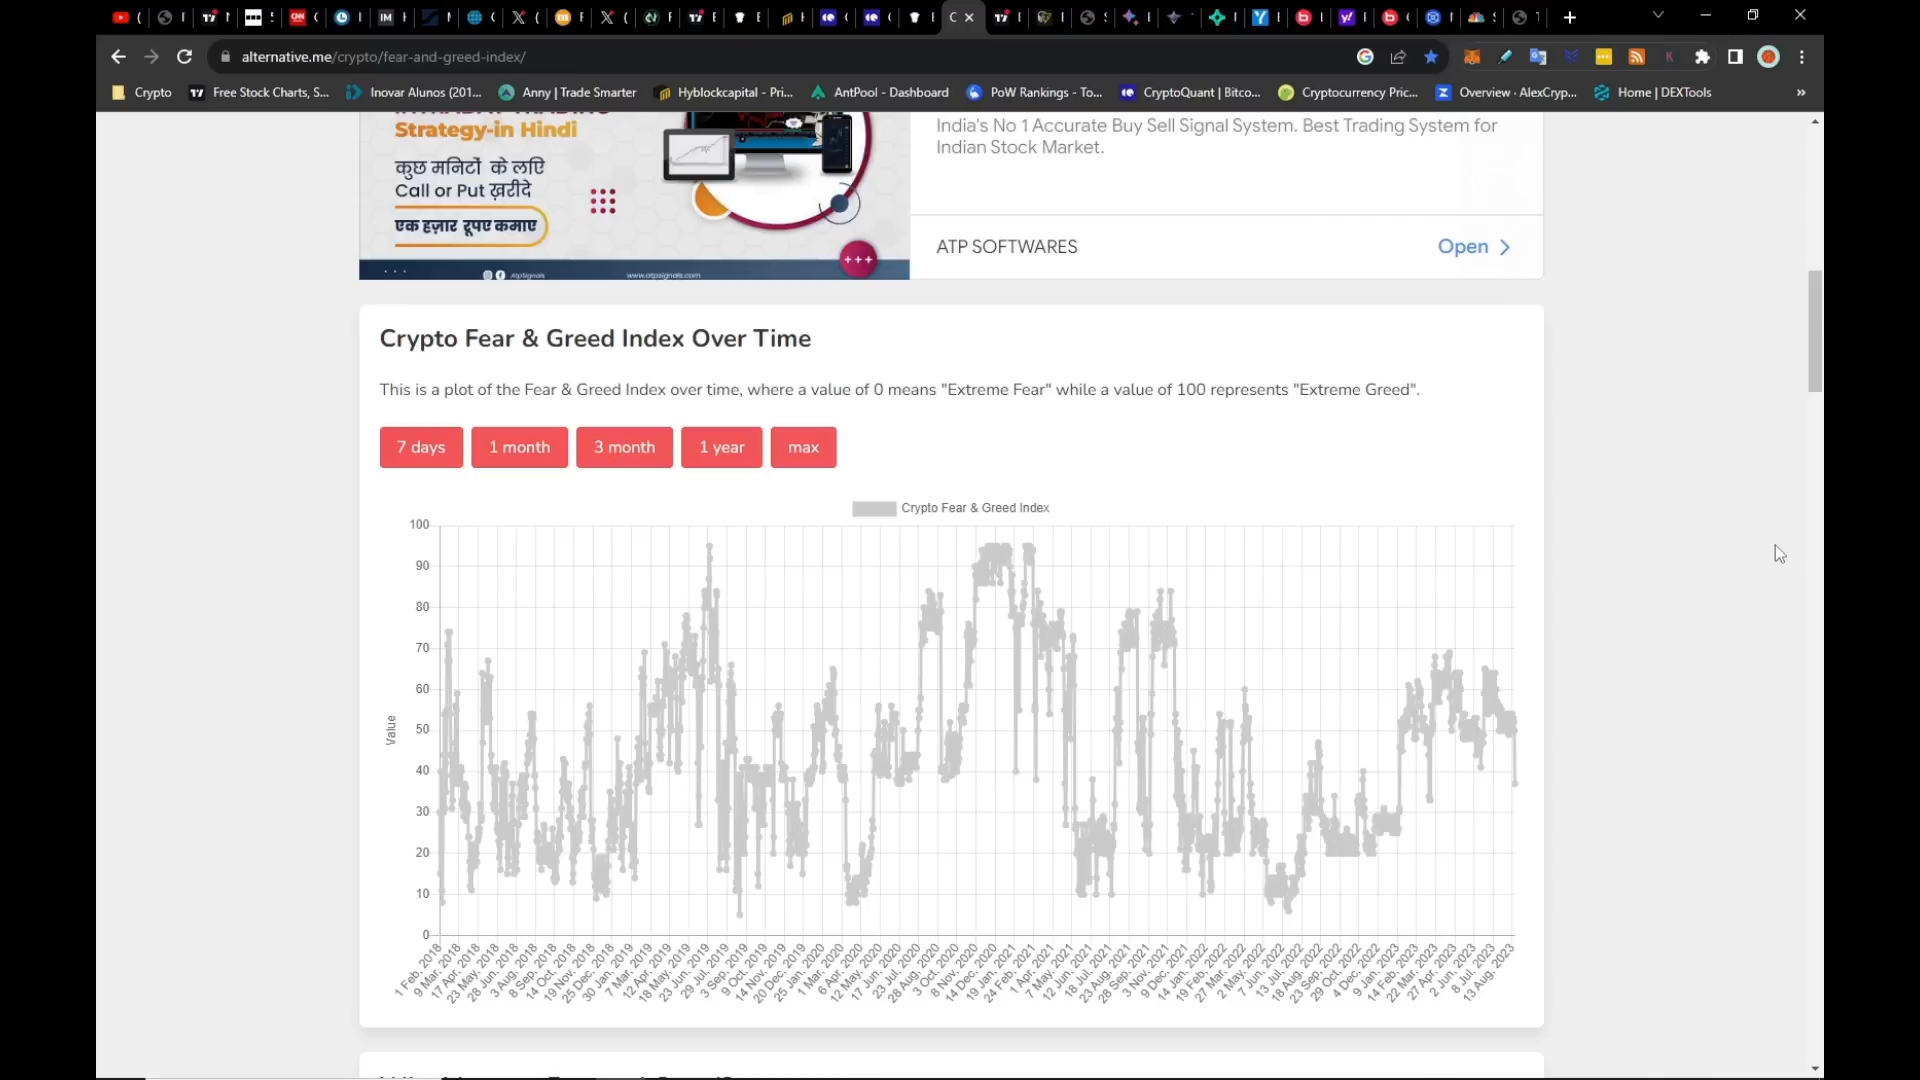 alternative.me/crypto/fear-and-greed-index/
Crypto
Free Stock Charts, S...
Inovar Alunos (201...
Anny | Trade Smarter
Hyblockcapital - Pri...
AntPool - Dashboard
PoW Rankings - To...
CryptoQuant | Bitco...
Cryptocurrency Pric...
Overview · AlexCryp...
Home | DEXTools
»
Strategy-in Hindi
कुछ मिनटों के लिए
Call or Put ख़रीदे
एक हज़ार रूपए कमाए
AtpSignals
www.atpsignals.com
India's No 1 Accurate Buy Sell Signal System. Best Trading System for
Indian Stock Market.
ATP SOFTWARES
Open
Crypto Fear & Greed Index Over Time
This is a plot of the Fear & Greed Index over time, where a value of 0 means "Extreme Fear" while a value of 100 represents "Extreme Greed".
7 days
1 month
3 month
1 year
max
Crypto Fear & Greed Index
100
90
80
70
60
50
40
30
20
10
0
Value
1 Feb, 2018
9 Mar, 2018
17 Apr, 2018
23 May, 2018
28 Jun, 2018
3 Aug, 2018
8 Sep, 2018
14 Oct, 2018
19 Nov, 2018
25 Dec, 2018
30 Jan, 2019
7 Mar, 2019
12 Apr, 2019
18 May, 2019
23 Jun, 2019
29 Jul, 2019
3 Sep, 2019
9 Oct, 2019
14 Nov, 2019
20 Dec, 2019
25 Jan, 2020
1 Mar, 2020
6 Apr, 2020
12 May, 2020
17 Jun, 2020
23 Jul, 2020
28 Aug, 2020
3 Oct, 2020
8 Nov, 2020
14 Dec, 2020
19 Jan, 2021
24 Feb, 2021
1 Apr, 2021
7 May, 2021
12 Jun, 2021
18 Jul, 2021
23 Aug, 2021
28 Sep, 2021
3 Nov, 2021
9 Dec, 2021
14 Jan, 2022
19 Feb, 2022
27 Mar, 2022
2 May, 2022
7 Jun, 2022
13 Jul, 2022
18 Aug, 2022
23 Sep, 2022
29 Oct, 2022
4 Dec, 2022
9 Jan, 2023
14 Feb, 2023
22 Mar, 2023
27 Apr, 2023
2 Jun, 2023
8 Jul, 2023
13 Aug, 2023